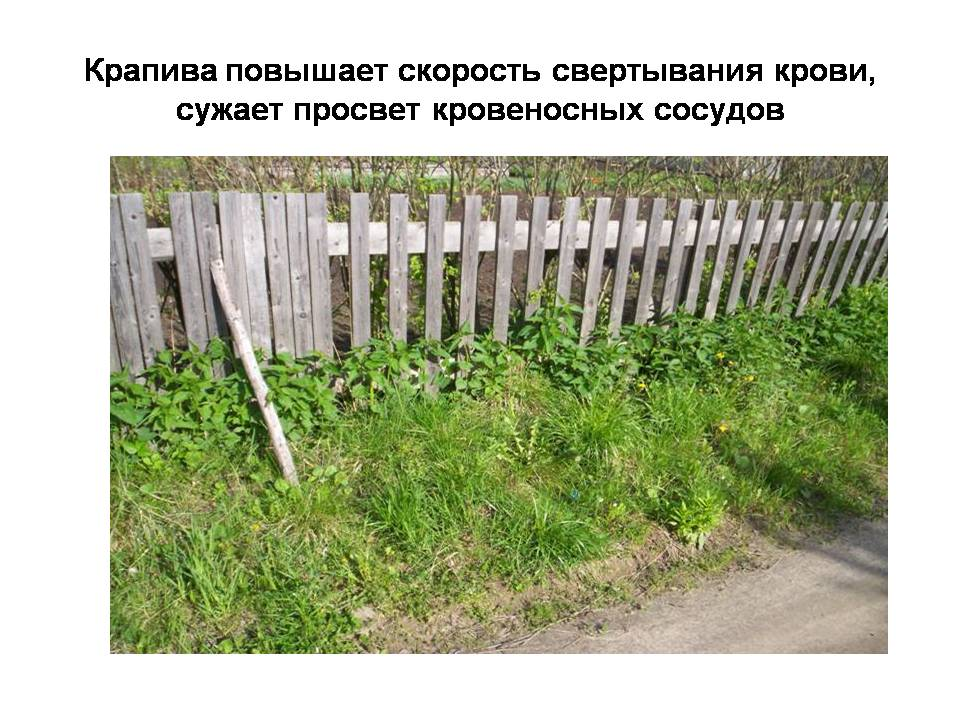 Крапива повышает скорость свертывания крови,
сужает просвет кровеносных сосудов